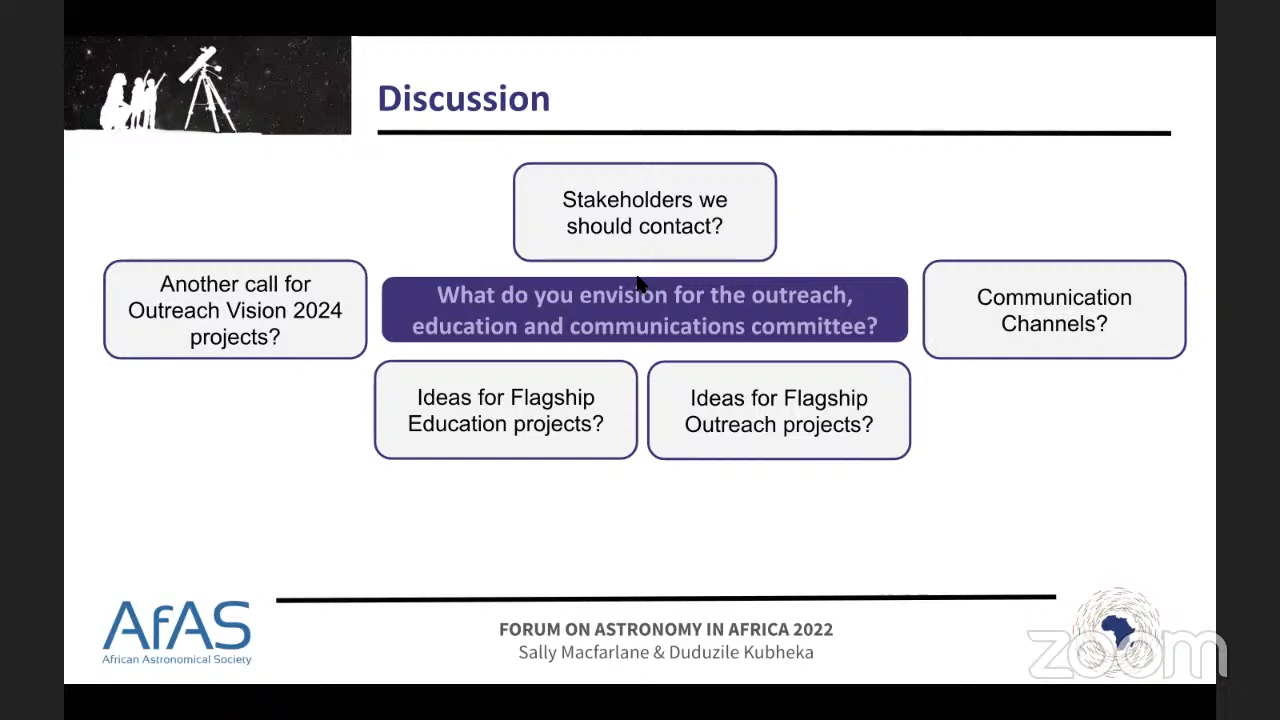 Discussion
Stakeholders we
should contact?
Another call for
Outreach Vision 2024
projects?
What do you envision for the outreach,
education and communications committee?
Communication
Channels?
Ideas for Flagship
Education projects?
Ideas for Flagship
Outreach projects?
AfAS
African Astronomical Society
FORUM ON ASTRONOMY IN AFRICA 2022
Sally Macfarlane & Duduzile Kubheka
zoom